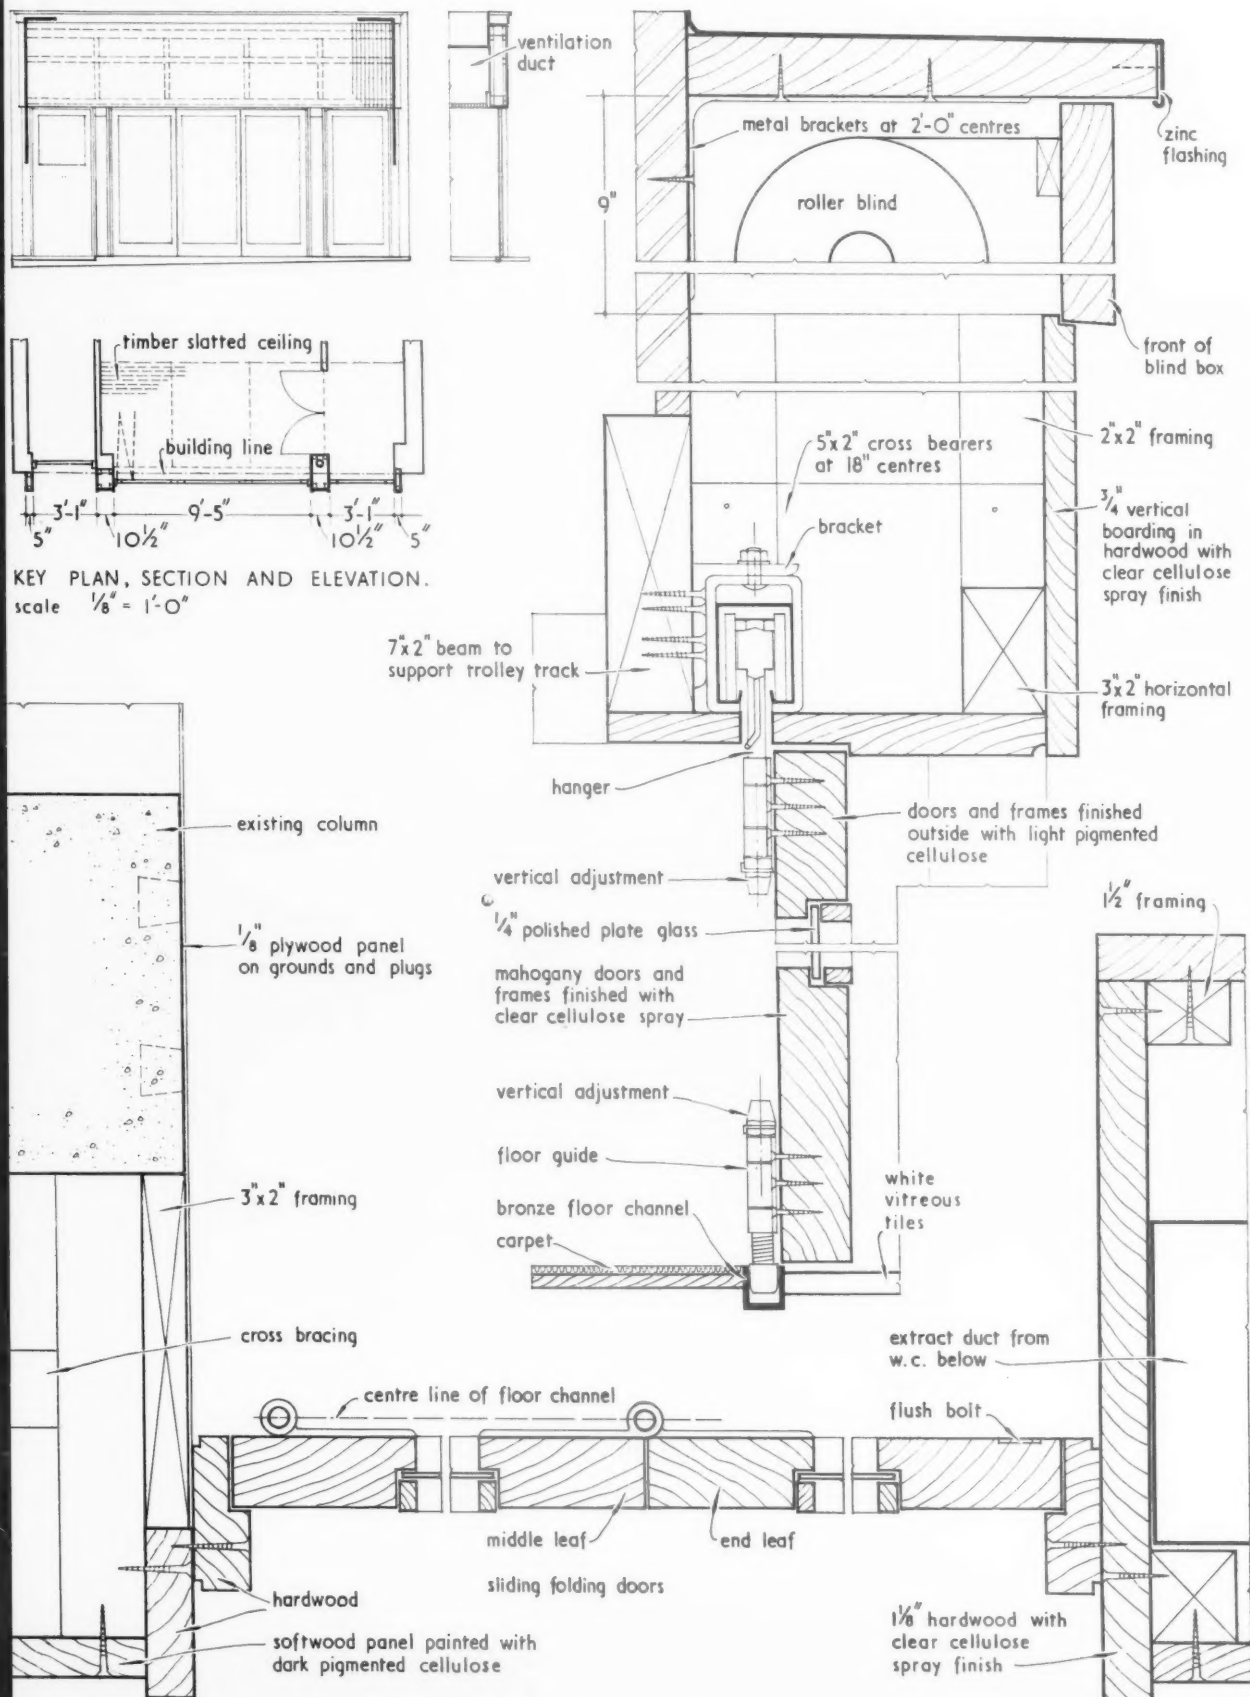 ventilation
duct
metal brackets at 2'-0" centres
zinc
flashing
9"
roller blind
timber slatted ceiling
front of
blind box
building line
5"x2" cross bearers
at 18" centres
2"x2" framing
3'-1"
9'-5"
3'-1"
5"
10½"
10½"
5"
bracket
¾" vertical
boarding in
hardwood with
clear cellulose
spray finish
KEY PLAN, SECTION AND ELEVATION.
scale ⅛" = 1'-0"
7"x2" beam to
support trolley track
3"x2" horizontal
framing
hanger
existing column
doors and frames finished
outside with light pigmented
cellulose
vertical adjustment
1½" framing
¼" polished plate glass
⅛" plywood panel
on grounds and plugs
mahogany doors and
frames finished with
clear cellulose spray
vertical adjustment
floor guide
3"x2" framing
white
vitreous
tiles
bronze floor channel
carpet
cross bracing
extract duct from
w.c. below
centre line of floor channel
flush bolt
middle leaf
end leaf
sliding folding doors
hardwood
softwood panel painted with
dark pigmented cellulose
1⅛" hardwood with
clear cellulose
spray finish